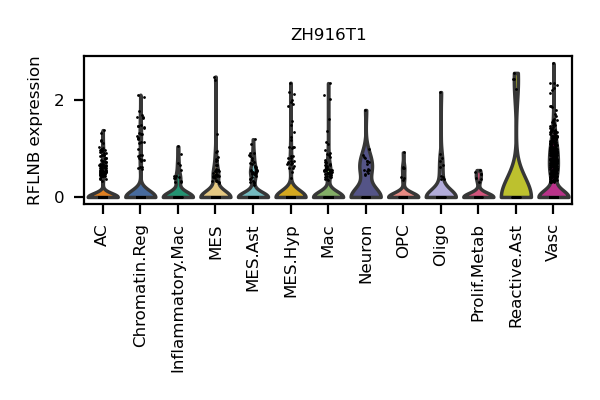 ZH916T1
RFLNB expression
2
0
AC
Chromatin.Reg
Inflammatory.Mac
MES
MES.Ast
MES.Hyp
Mac
Neuron
OPC
Oligo
Prolif.Metab
Reactive.Ast
Vasc